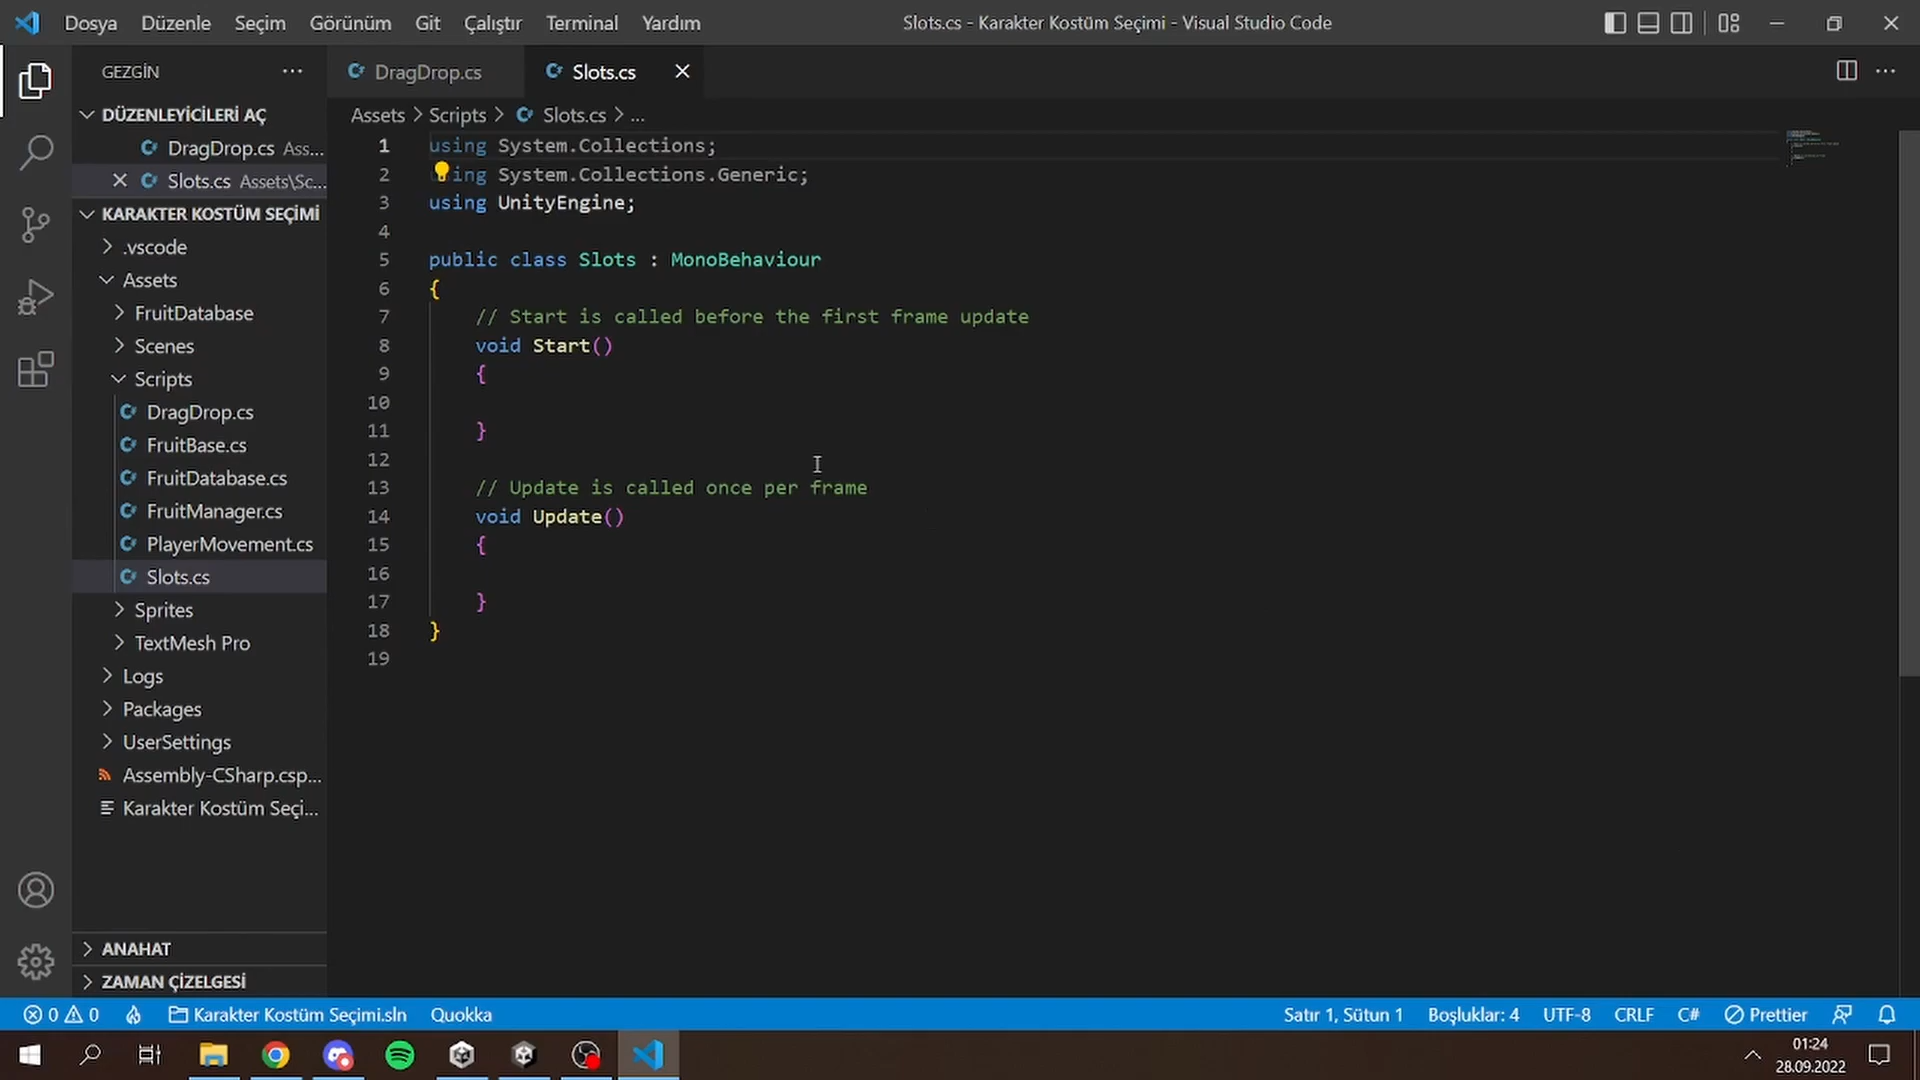 Dosya Düzenle Seçim Görünüm Git Çalıştır Terminal Yardım
Slots.cs - Karakter Kostüm Seçimi - Visual Studio Code
GEZGİN
DÜZENLEYİCİLERİ AÇ
DragDrop.cs Ass...
Slots.cs Assets\Sc...
KARAKTER KOSTÜM SEÇİMİ
.vscode
Assets
FruitDatabase
Scenes
Scripts
DragDrop.cs
FruitBase.cs
FruitDatabase.cs
FruitManager.cs
PlayerMovement.cs
Slots.cs
Sprites
TextMesh Pro
Logs
Packages
UserSettings
Assembly-CSharp.csp...
Karakter Kostüm Seçi...
ANAHAT
ZAMAN ÇİZELGESİ
DragDrop.cs
Slots.cs
Assets > Scripts > Slots.cs > ...
1 using System.Collections;
2 ing System.Collections.Generic;
3 using UnityEngine;
4
5 public class Slots : MonoBehaviour
6 {
7 // Start is called before the first frame update
8 void Start()
9 {
10
11 }
12
13 // Update is called once per frame
14 void Update()
15 {
16
17 }
18 }
19
0 0 Karakter Kostüm Seçimi.sln Quokka
Satır 1, Sütun 1 Boşluklar: 4 UTF-8 CRLF C# Prettier
01:24
28.09.2022